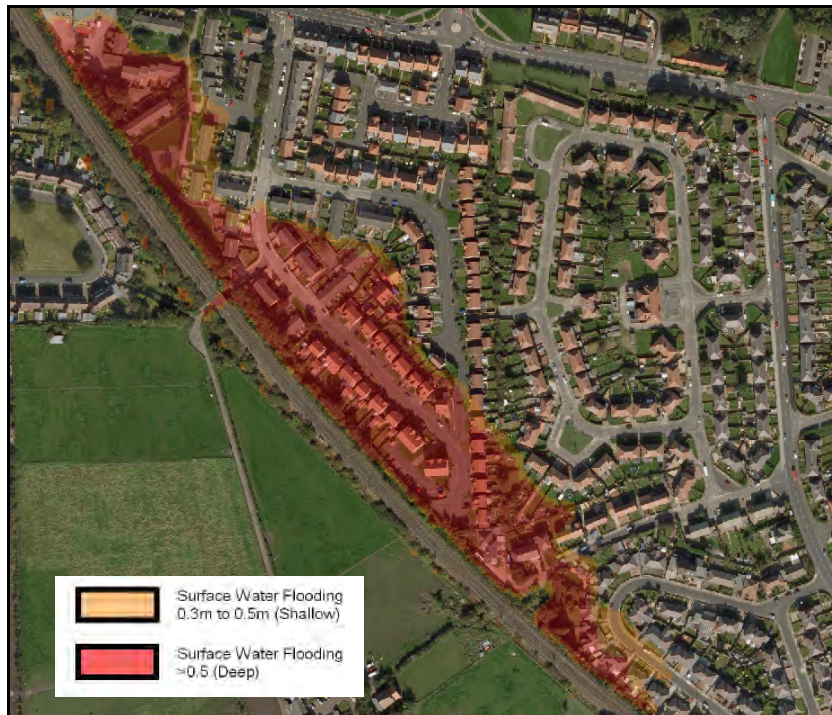 Surface Water Flooding
0.3m to 0.5m (Shallow)
Surface Water Flooding
>0.5 (Deep)